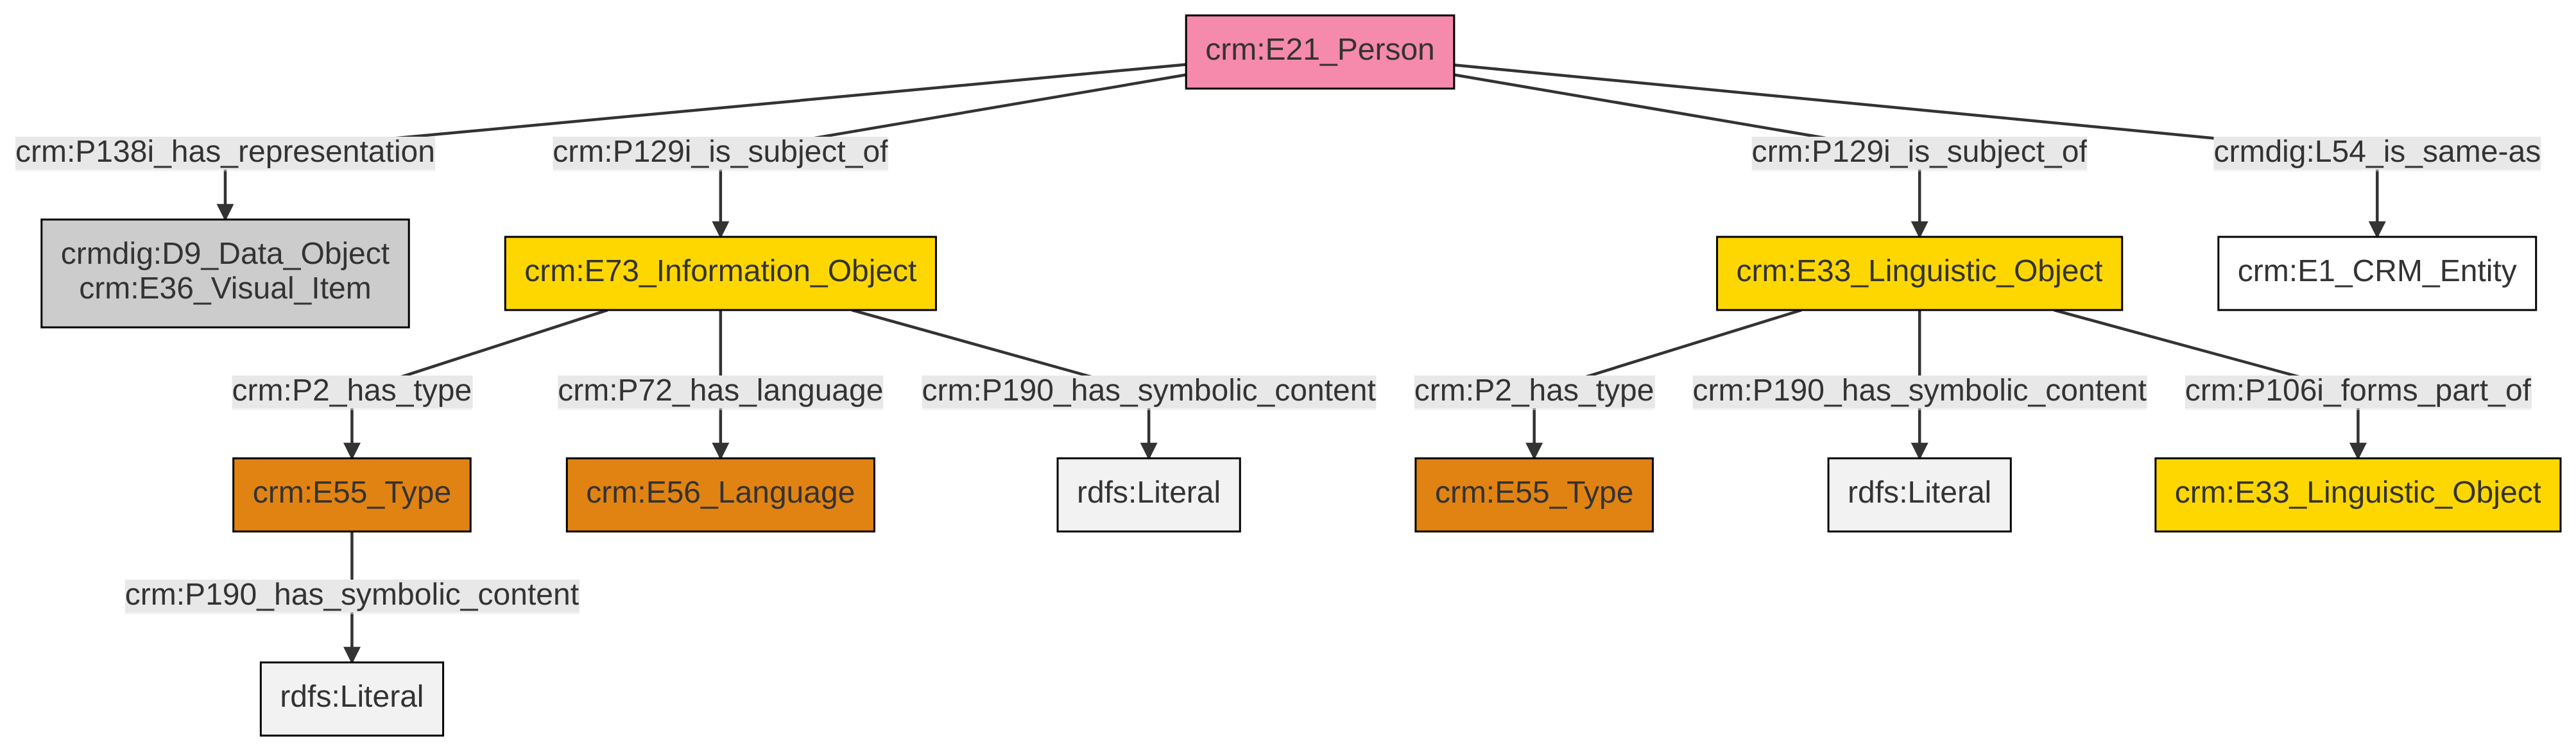 crm:E21_Person
crm:P138i_has_representation
crm:P129i_is_subject_of
crm:P129i_is_subject_of
crmdig:L54_is_same-as
crmdig:D9_Data_Object
crm:E36_Visual_Item
crm:E73_Information_Object
crm:E33_Linguistic_Object
crm:E1_CRM_Entity
crm:P2_has_type
crm:P72_has_language
crm:P190_has_symbolic_content
crm:P2_has_type
crm:P190_has_symbolic_content
crm:P106i_forms_part_of
crm:E55_Type
crm:E56_Language
rdfs:Literal
crm:E55_Type
rdfs:Literal
crm:E33_Linguistic_Object
crm:P190_has_symbolic_content
rdfs:Literal